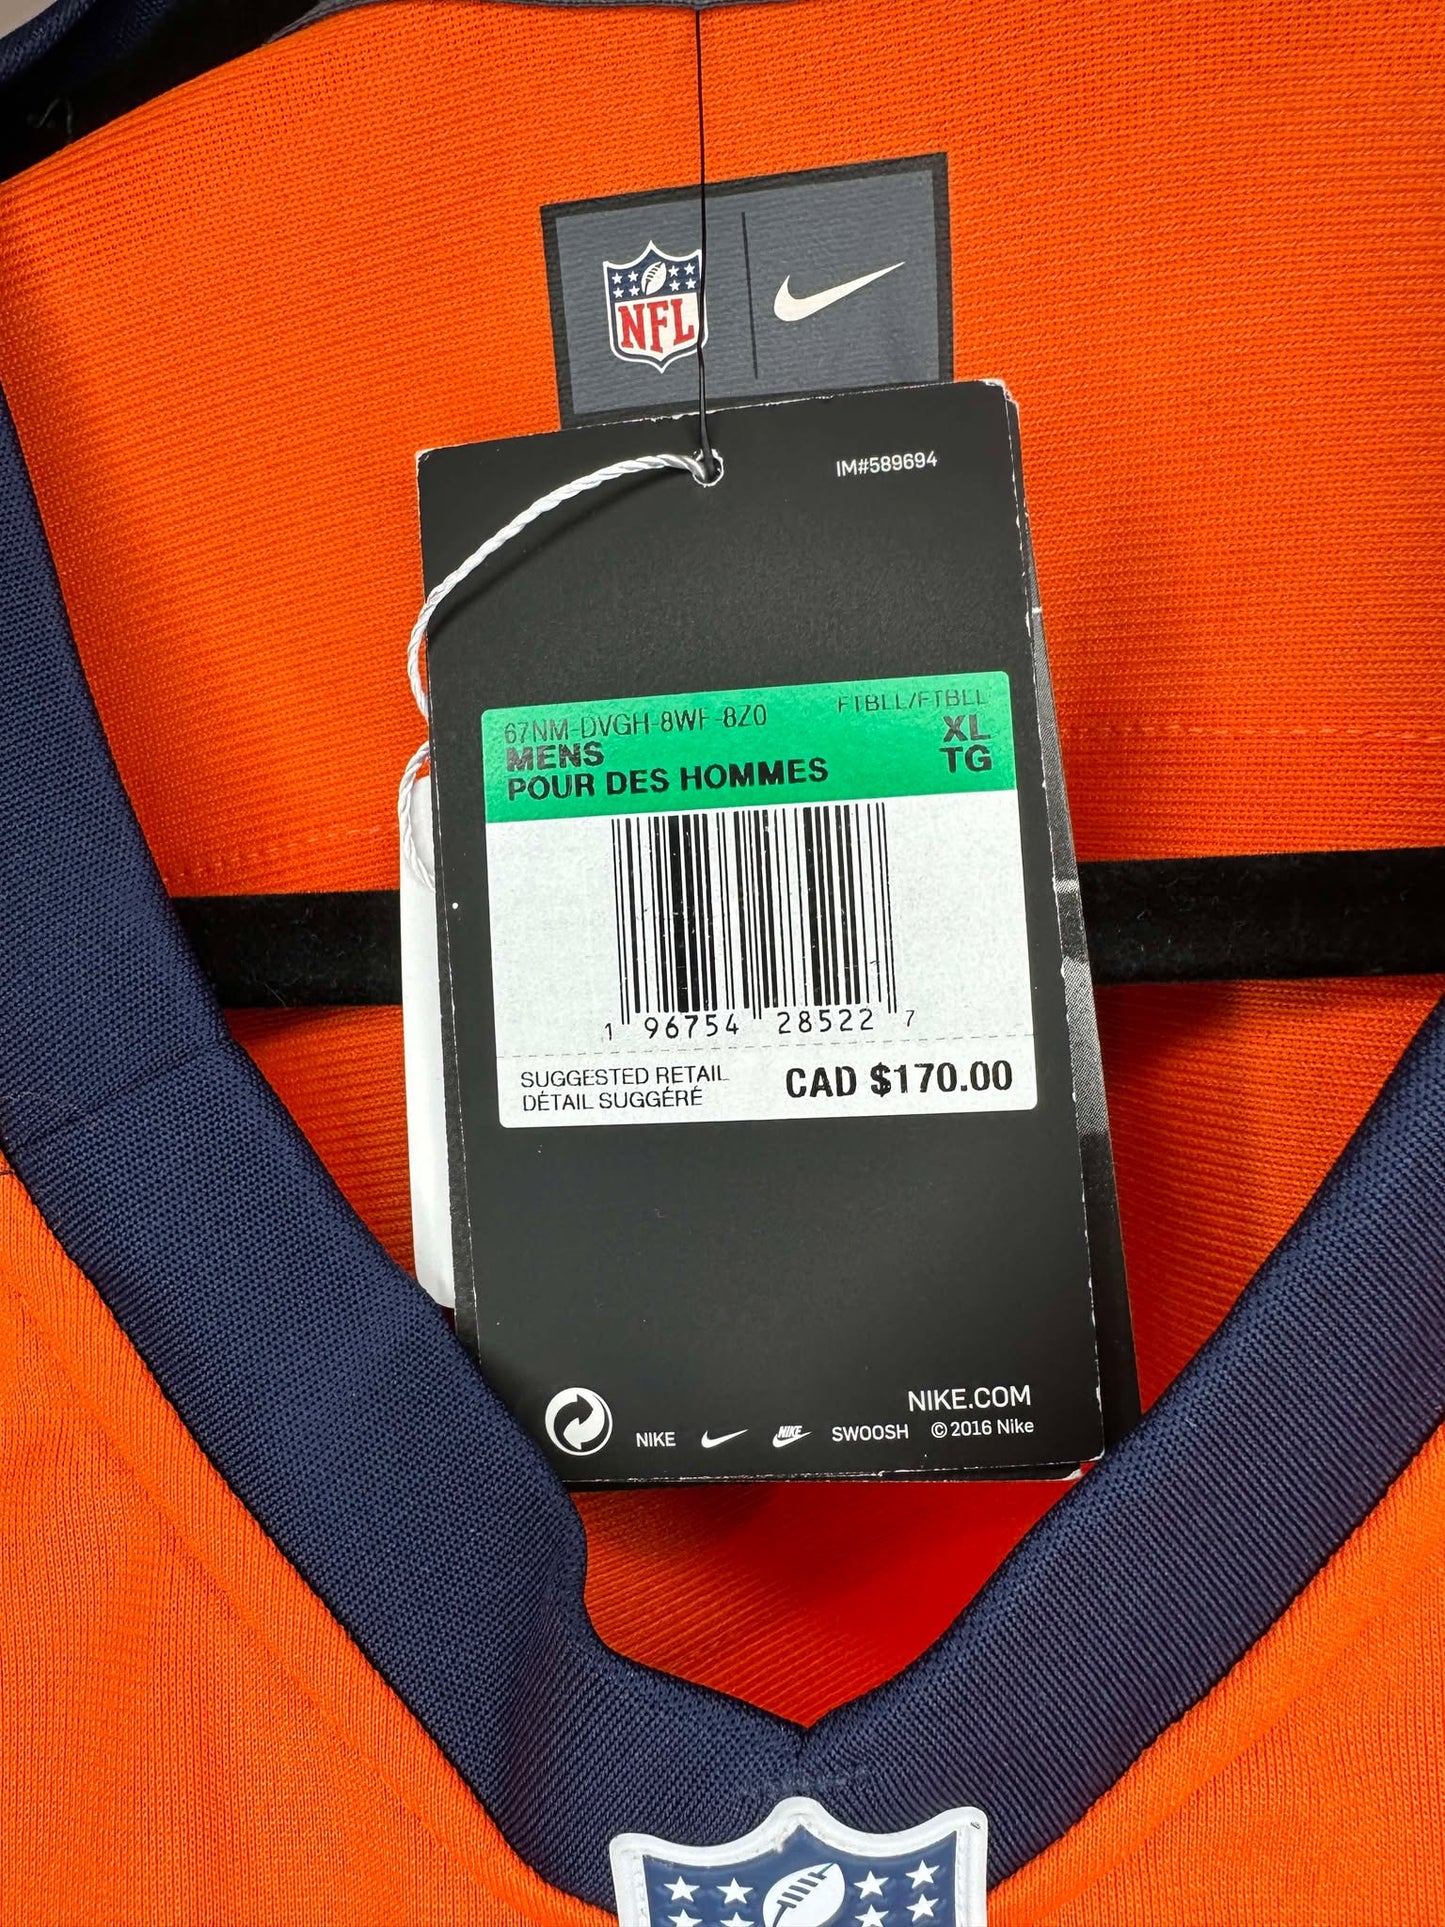 NFL
IM#589694
67NM-DVGH-8WF-8Z0 FTBLL/FTBLL
MENS XL
POUR DES HOMMES TG
1 96754 28522 7
SUGGESTED RETAIL CAD $170.00
DÉTAIL SUGGÉRÉ
NIKE.COM
NIKE NIKE SWOOSH © 2016 Nike